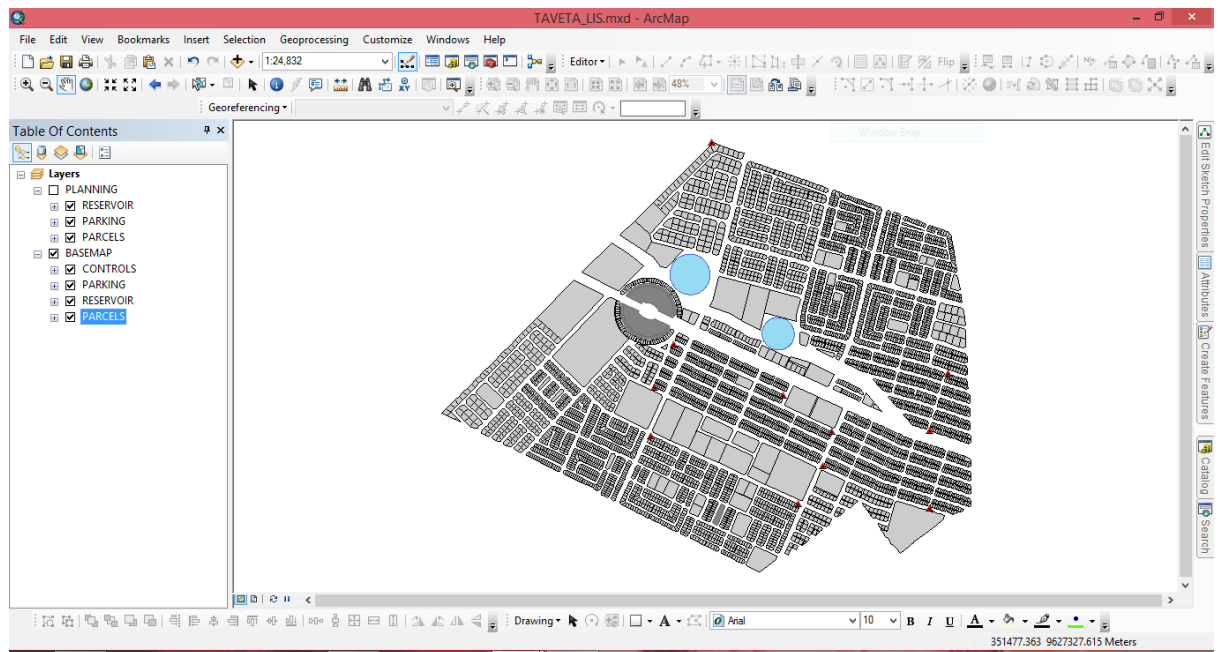 TAVETA_LIS.mxd - ArcMap
File Edit View Bookmarks Insert Selection Geoprocessing Customize Windows Help
1:24,832 Editor Flip
48%
Georeferencing
Window Snip
Table Of Contents
Layers
PLANNING
RESERVOIR
PARKING
PARCELS
BASEMAP
CONTROLS
PARKING
RESERVOIR
PARCELS
Edit Sketch Properties
Attributes
Create Features
Catalog
Search
Drawing A Arial 10 B I U A
351477.363 9627327.615 Meters